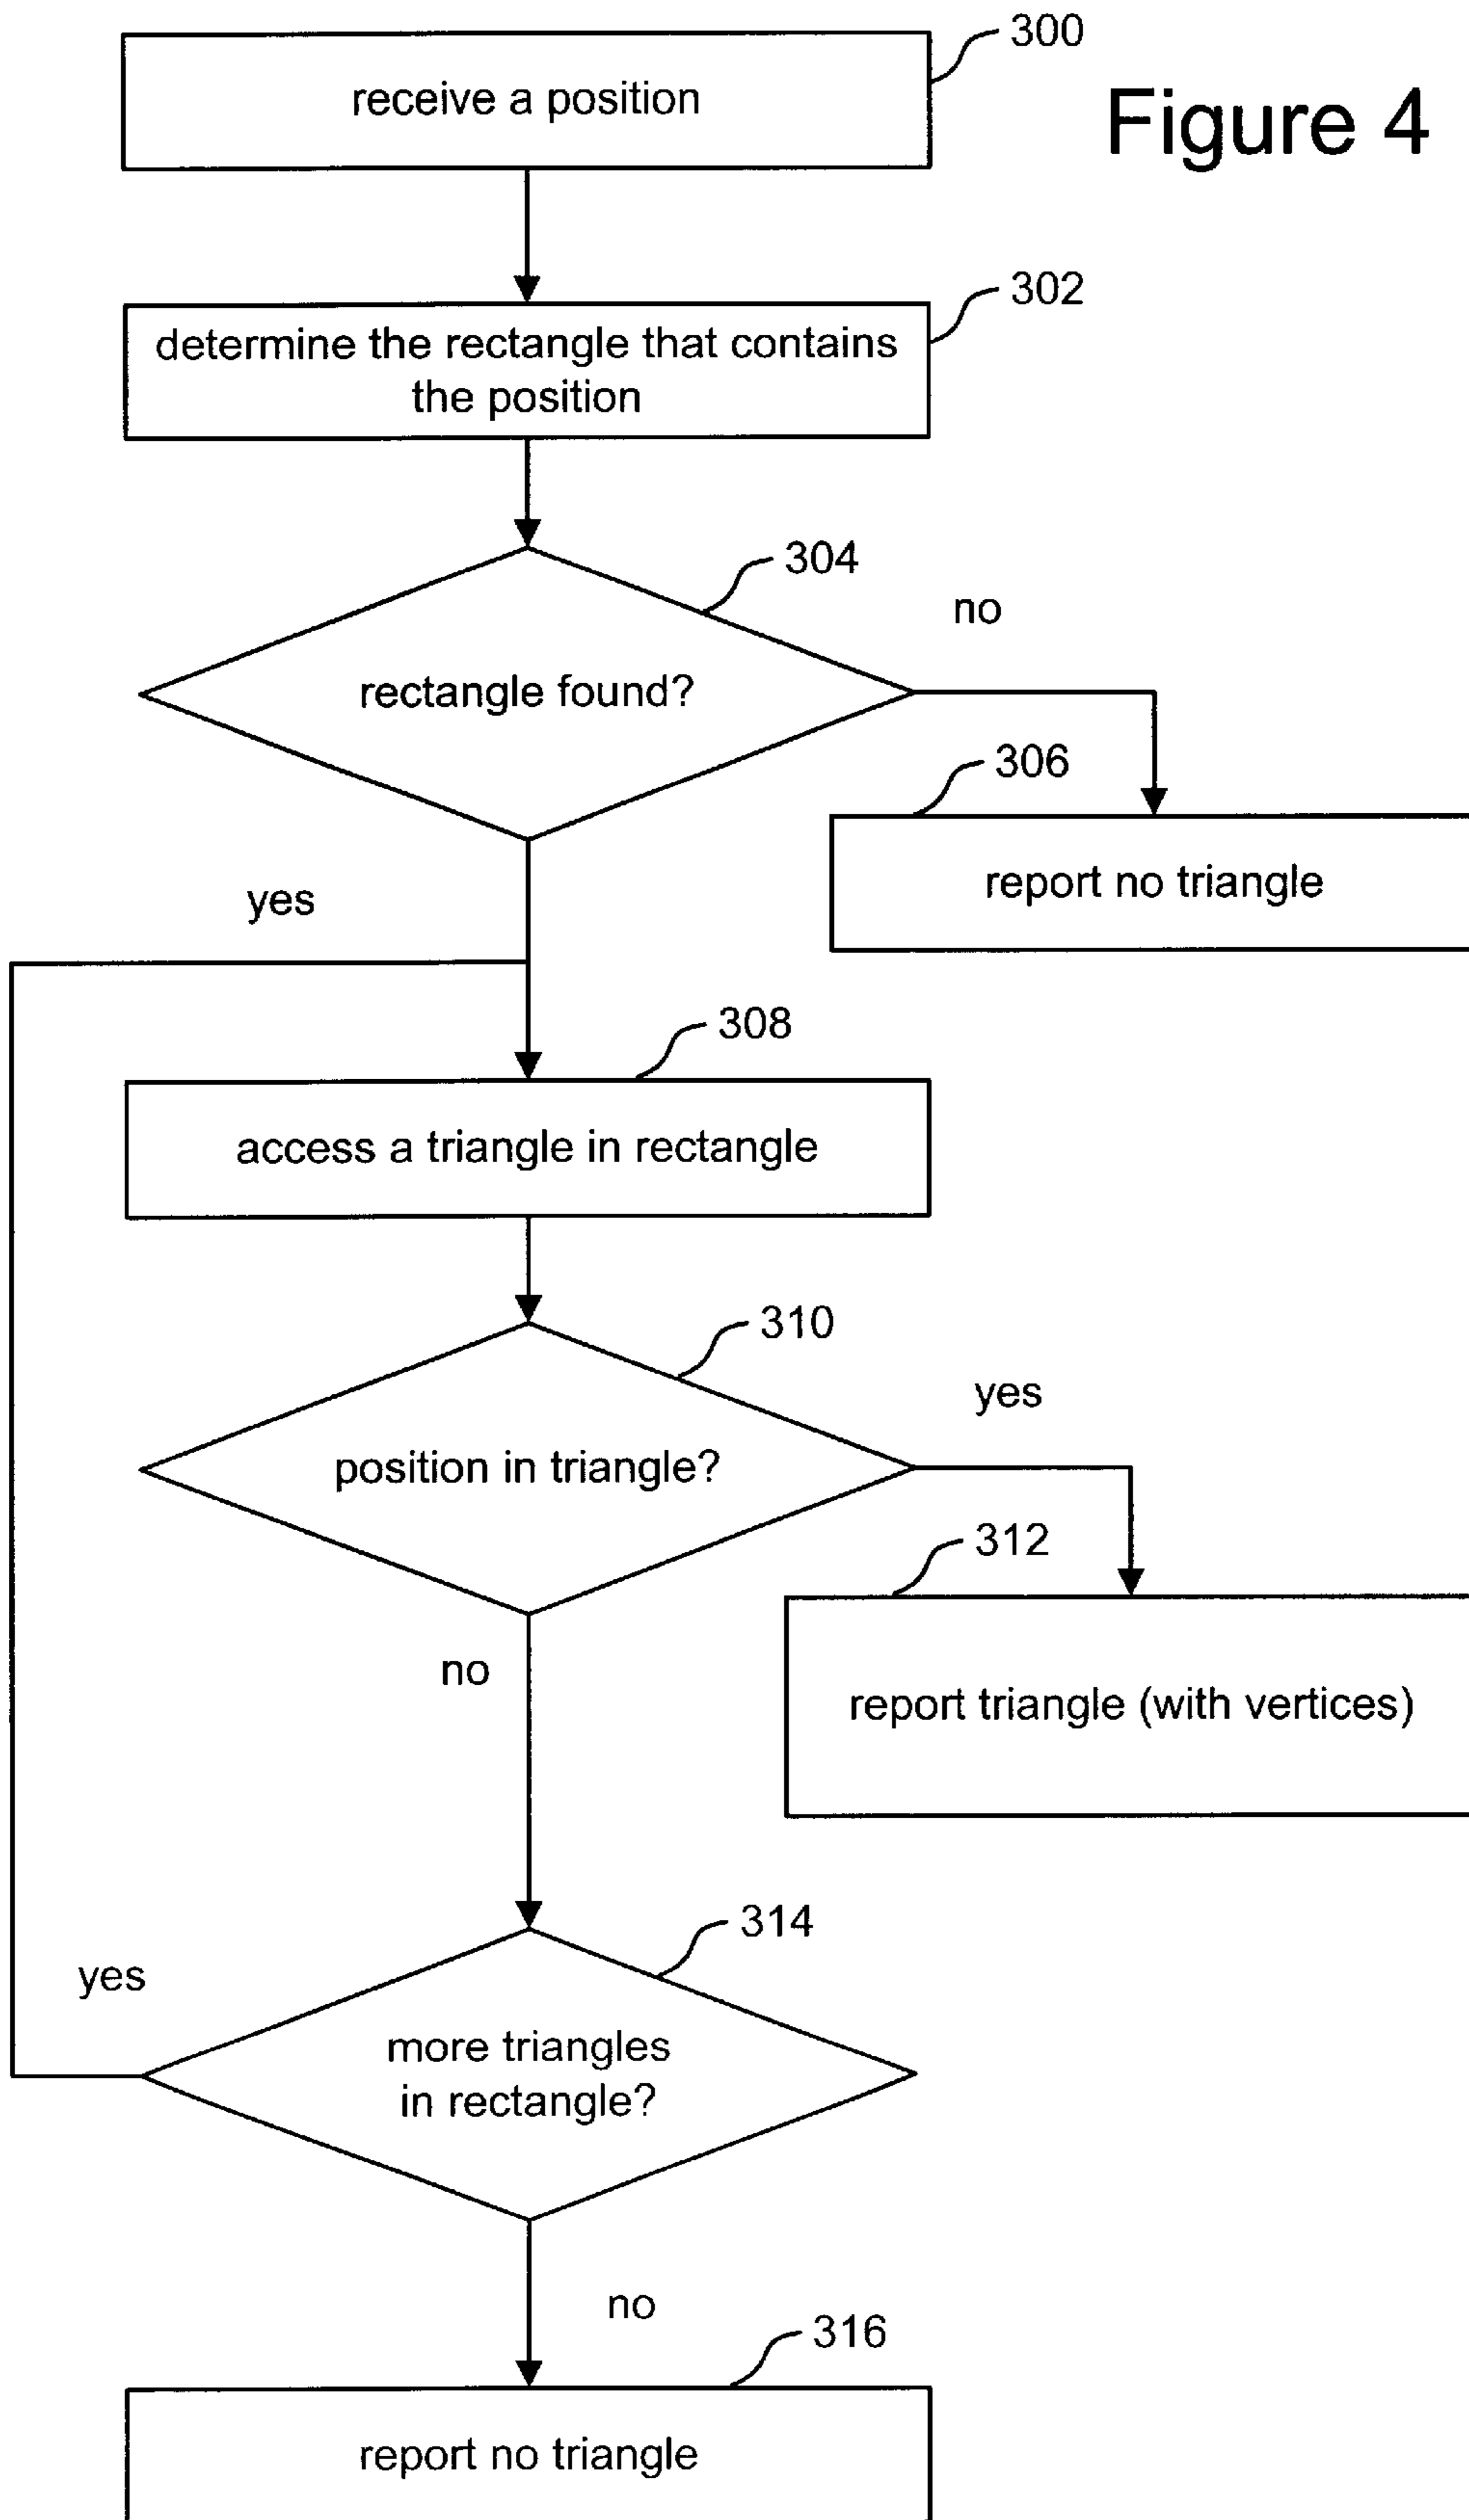 300
receive a position
Figure 4
302
determine the rectangle that contains
the position
304
no
rectangle found?
306
report no triangle
yes
308
access a triangle in rectangle
310
yes
position in triangle?
312
report triangle (with vertices)
no
314
yes
more triangles
in rectangle?
no
316
report no triangle